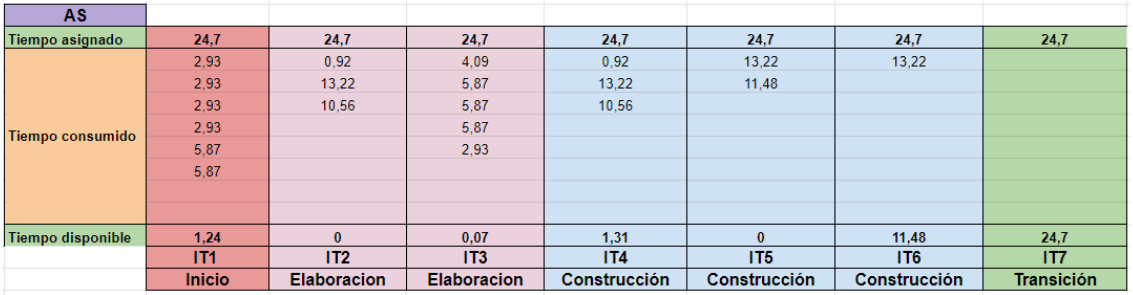 AS
Tiempo asignado 24,7 24,7 24,7 24,7 24,7 24,7 24,7
2,93 0,92 4,09 0,92 13,22 13,22
2,93 13,22 5,87 13,22 11,48
2,93 10,56 5,87 10,56
2,93 5,87
Tiempo consumido
5,87 2,93
5,87
Tiempo disponible 1,24 0 0,07 1,31 0 11,48 24,7
IT1 IT2 IT3 IT4 IT5 IT6 IT7
Inicio Elaboracion Elaboracion Construcción Construcción Construcción Transición